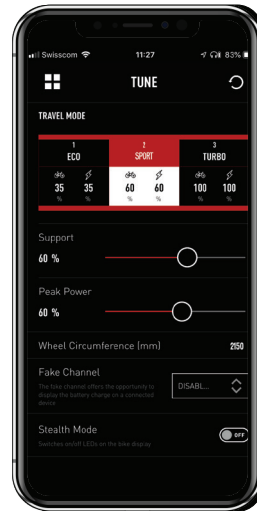 Swisscom 11:27 83%
TUNE
TRAVEL MODE
1 2 3
ECO SPORT TURBO
35 35 60 60 100 100
% % % % % %
Support
60 %
Peak Power
60 %
Wheel Circumference (mm) 2150
Fake Channel
The fake channel offers the opportunity to
display the battery charge on a connected
device
DISABL...
Stealth Mode
Switches on/off LEDs on the bike display
OFF